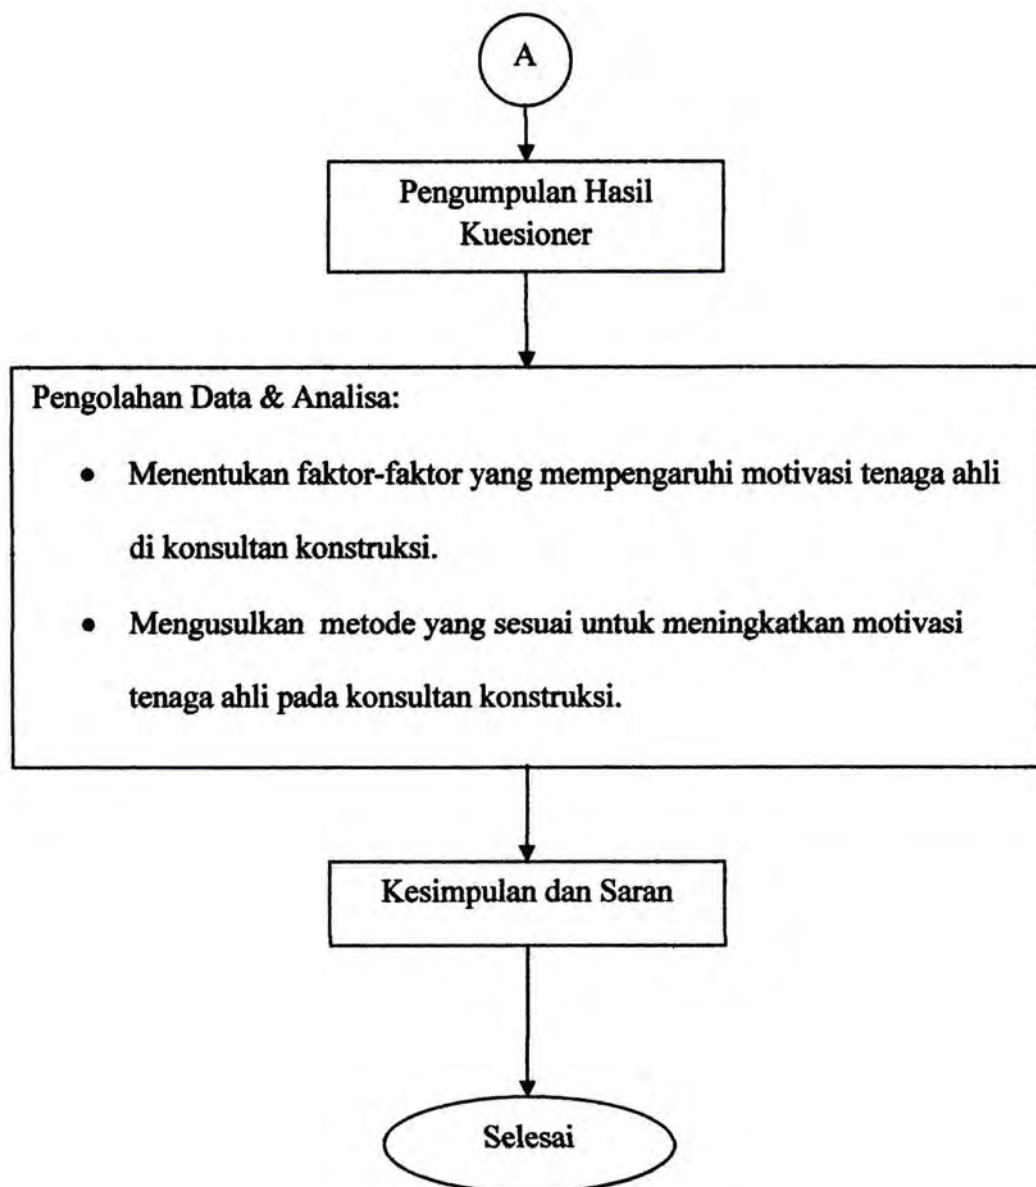 A
Pengumpulan Hasil
Kuesioner
Pengolahan Data & Analisa:
• Menentukan faktor-faktor yang mempengaruhi motivasi tenaga ahli
di konsultan konstruksi.
• Mengusulkan metode yang sesuai untuk meningkatkan motivasi
tenaga ahli pada konsultan konstruksi.
Kesimpulan dan Saran
Selesai